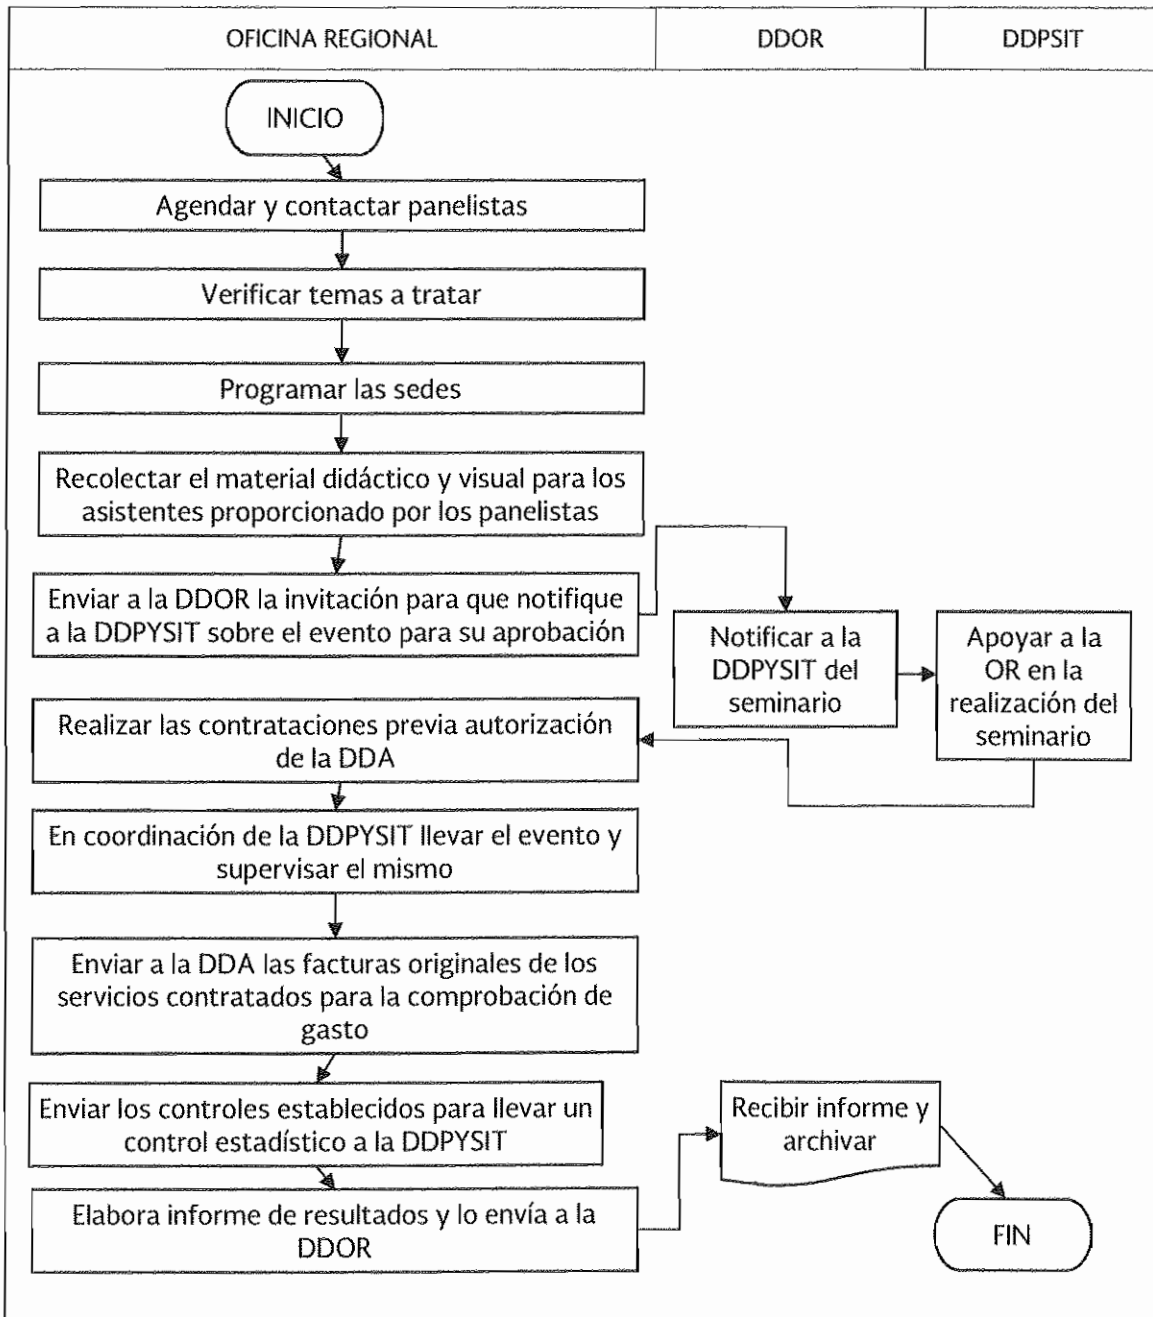 OFICINA REGIONAL
DDOR
DDPSIT
INICIO
Agendar y contactar panelistas
Verificar temas a tratar
Programar las sedes
Recolectar el material didáctico y visual para los
asistentes proporcionado por los panelistas
Enviar a la DDOR la invitación para que notifique
a la DDPYSIT sobre el evento para su aprobación
Notificar a la
DDPYSIT del
seminario
Apoyar a la
OR en la
realización del
seminario
Realizar las contrataciones previa autorización
de la DDA
En coordinación de la DDPYSIT llevar el evento y
supervisar el mismo
Enviar a la DDA las facturas originales de los
servicios contratados para la comprobación de
gasto
Enviar los controles establecidos para llevar un
control estadístico a la DDPYSIT
Elabora informe de resultados y lo envía a la
DDOR
Recibir informe y
archivar
FIN